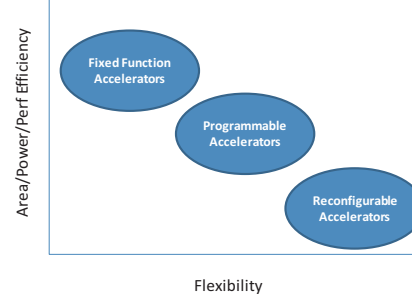 Area/Power/Perf Efficiency
Fixed Function
Accelerators
Programmable
Accelerators
Reconfigurable
Accelerators
Flexibility